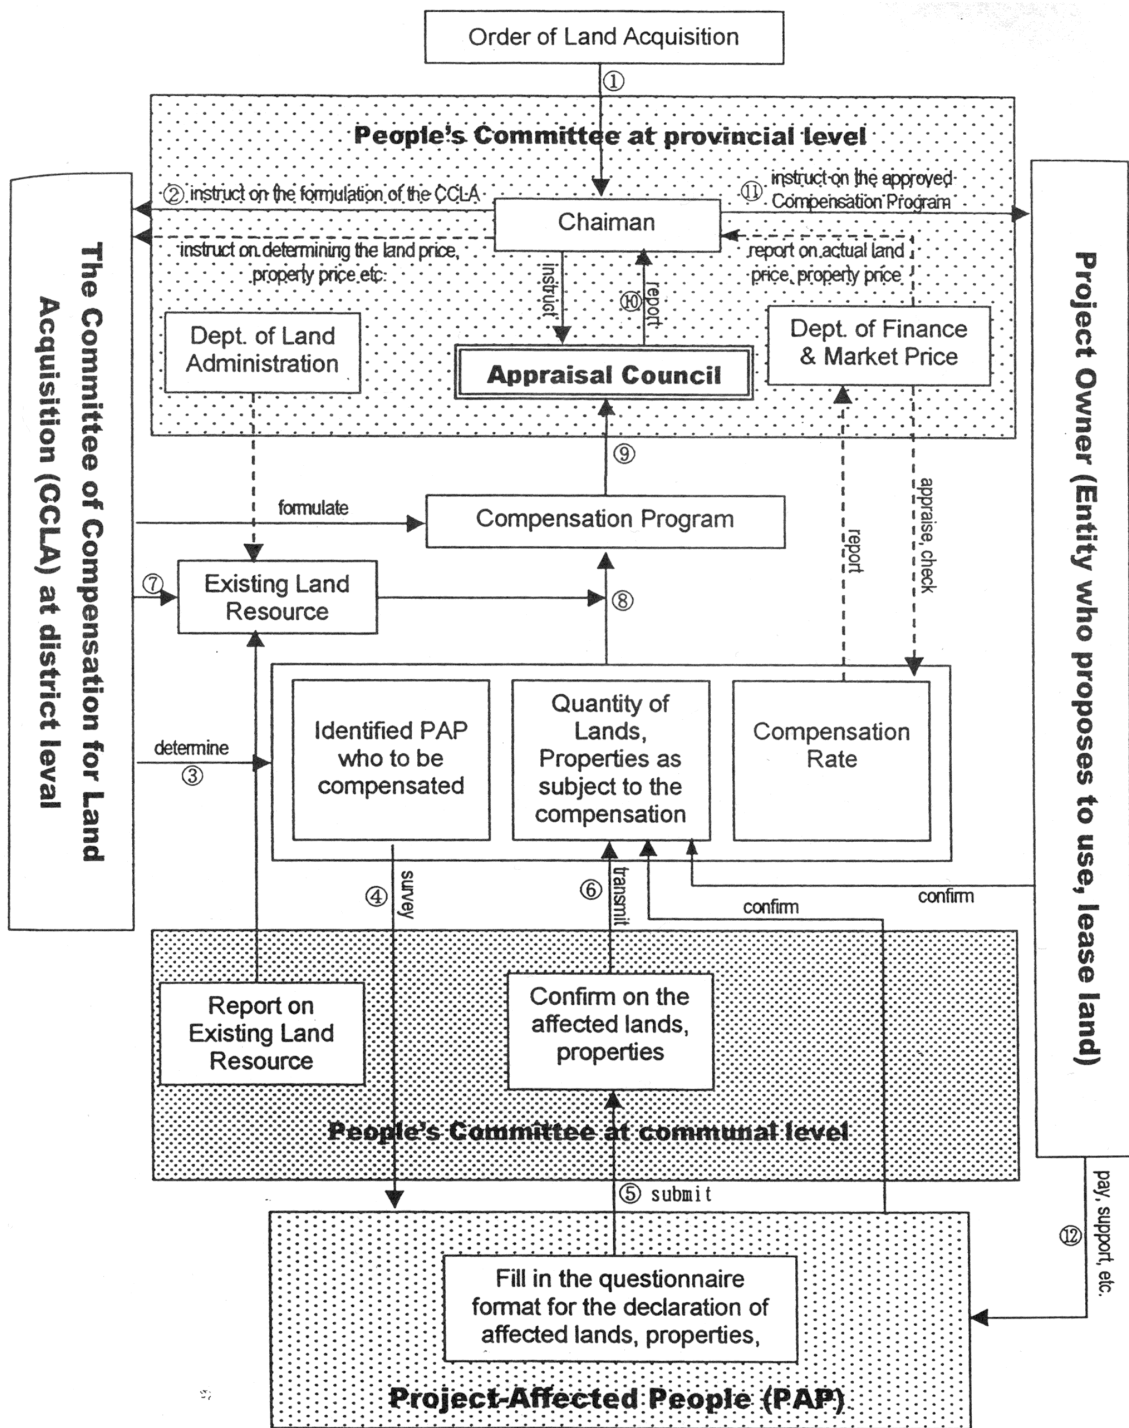 Order of Land Acquisition
①
People's Committee at provincial level
② instruct on the formulation of the CCLA
⑪ instruct on the approved
Compensation Program
Chaiman
instruct on determining the land price,
property price etc.
report on actual land
price, property price
instruct
⑩ report
Dept. of Land
Administration
Dept. of Finance
& Market Price
Appraisal Council
⑨
formulate
Compensation Program
report
appraise, check
⑦
Existing Land
Resource
⑧
The Committee of Compensation for Land
Acquisition (CCLA) at district leval
Project Owner (Entity who proposes to use, lease land)
determine
③
Identified PAP
who to be
compensated
Quantity of
Lands,
Properties as
subject to the
compensation
Compensation
Rate
④ survey
⑥ transmit
confirm
confirm
Report on
Existing Land
Resource
Confirm on the
affected lands,
properties
People's Committee at communal level
⑤ submit
⑫ pay, support, etc.
Fill in the questionnaire
format for the declaration of
affected lands, properties,
Project-Affected People (PAP)